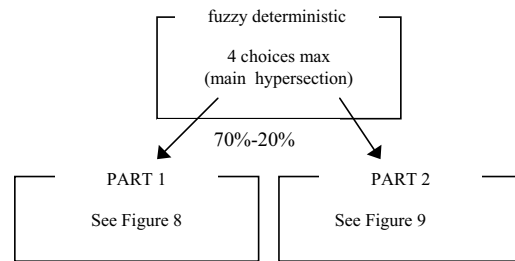 fuzzy deterministic
4 choices max
(main hypersection)
70%-20%
PART 1
PART 2
See Figure 8
See Figure 9